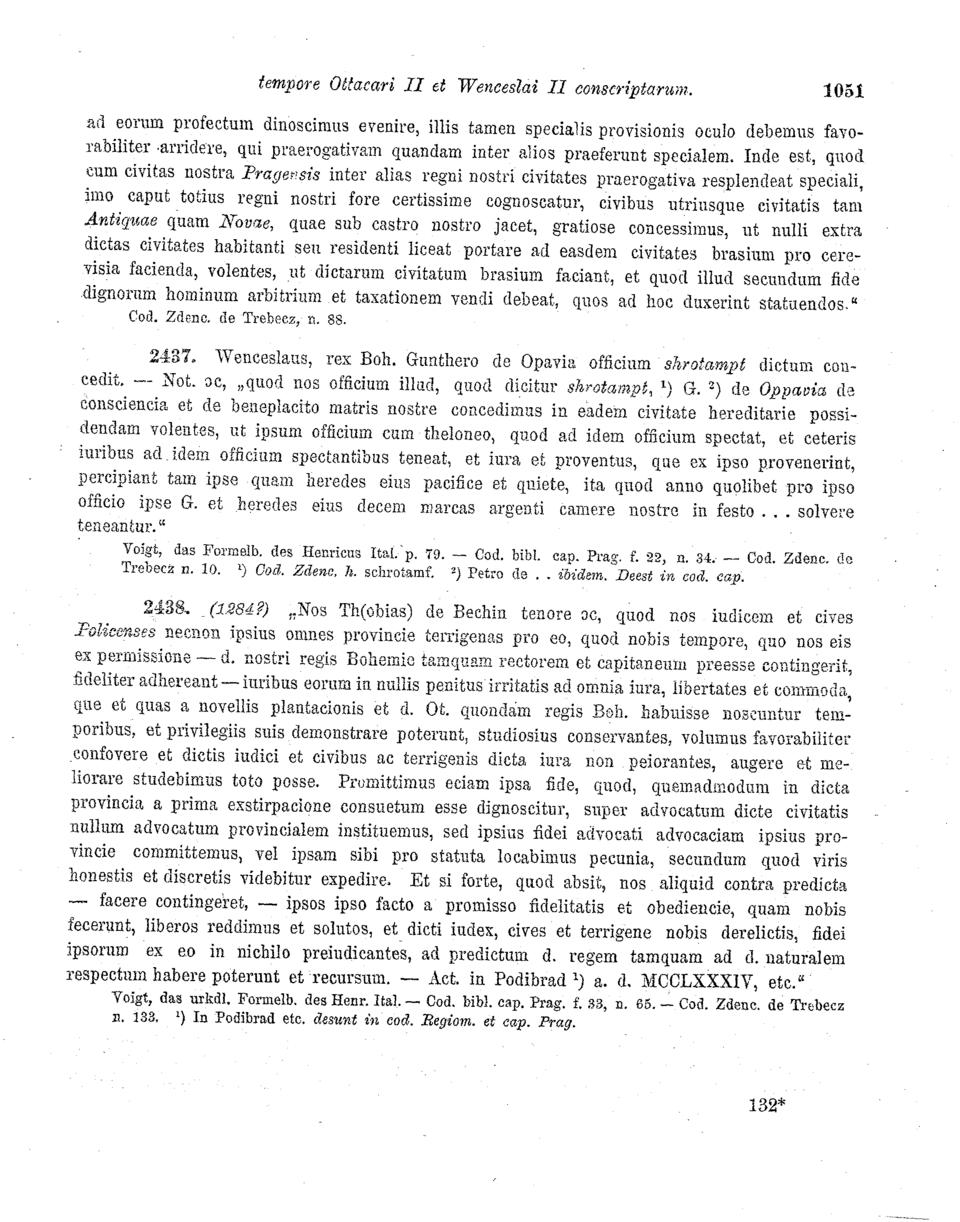 tempore Ottacari II et Wenceslai II conscriptarum. 1051
ad eorum profectum dinoscimus evenire, illis tamen specialis provisionis oculo debemus favo-
rabiliter arridere, qui praerogativam quandam inter alios praeferunt specialem. Inde est, quod
cum civitas nostra Pragensis inter alias regni nostri civitates praerogativa resplendeat speciali,
imo caput totius regni nostri fore certissime cognoscatur, civibus utriusque civitatis tam
Antiquae quam Novae, quae sub castro nostro jacet, gratiose concessimus, ut nulli extra
dictas civitates habitanti seu residenti liceat portare ad easdem civitates brasium pro cere-
visia facienda, volentes, ut dictarum civitatum brasium faciant, et quod illud secundum fide
dignorum hominum arbitrium et taxationem vendi debeat, quos ad hoc duxerint statuendos.“
Cod. Zdenc. de Trebecz, n. 88.
2437. Wenceslaus, rex Boh. Gunthero de Opavia officium shrotampt dictum con-
cedit. — Not. ɔc, „quod nos officium illud, quod dicitur shrotampt, ¹) G. ²) de Oppavia de
consciencia et de beneplacito matris nostre concedimus in eadem civitate hereditarie possi-
dendam volentes, ut ipsum officium cum theloneo, quod ad idem officium spectat, et ceteris
iuribus ad idem officium spectantibus teneat, et iura et proventus, que ex ipso provenerint,
percipiant tam ipse quam heredes eius pacifice et quiete, ita quod anno quolibet pro ipso
officio ipse G. et heredes eius decem marcas argenti camere nostre in festo . . . solvere
teneantur.“
Voigt, das Formelb. des Henricus Ital. p. 79. — Cod. bibl. cap. Prag. f. 22, n. 34. — Cod. Zdenc. de
Trebecz n. 10. ¹) Cod. Zdenc. h. schrotamf. ²) Petro de . . ibidem. Deest in cod. cap.
2438. (1284?) „Nos Th(obias) de Bechin tenore ɔc, quod nos iudicem et cives
Policenses necnon ipsius omnes provincie terrigenas pro eo, quod nobis tempore, quo nos eis
ex permissione — d. nostri regis Bohemie tamquam rectorem et capitaneum preesse contingerit,
fideliter adhereant — iuribus eorum in nullis penitus irritatis ad omnia iura, libertates et commoda,
que et quas a novellis plantacionis et d. Ot. quondam regis Boh. habuisse noscuntur tem-
poribus, et privilegiis suis demonstrare poterunt, studiosius conservantes, volumus favorabiliter
confovere et dictis iudici et civibus ac terrigenis dicta iura non peiorantes, augere et me-
liorare studebimus toto posse. Promittimus eciam ipsa fide, quod, quemadmodum in dicta
provincia a prima exstirpacione consuetum esse dignoscitur, super advocatum dicte civitatis
nullum advocatum provincialem instituemus, sed ipsius fidei advocati advocaciam ipsius pro-
vincie committemus, vel ipsam sibi pro statuta locabimus pecunia, secundum quod viris
honestis et discretis videbitur expedire. Et si forte, quod absit, nos aliquid contra predicta
— facere contingeret, — ipsos ipso facto a promisso fidelitatis et obediencie, quam nobis
fecerunt, liberos reddimus et solutos, et dicti iudex, cives et terrigene nobis derelictis, fidei
ipsorum ex eo in nichilo preiudicantes, ad predictum d. regem tamquam ad d. naturalem
respectum habere poterunt et recursum. — Act. in Podibrad ¹) a. d. MCCLXXXIV, etc.“
Voigt, das urkdl. Formelb. des Henr. Ital. — Cod. bibl. cap. Prag. f. 33, n. 65. — Cod. Zdenc. de Trebecz
n. 133. ¹) In Podibrad etc. desunt in cod. Regiom. et cap. Prag.
132*